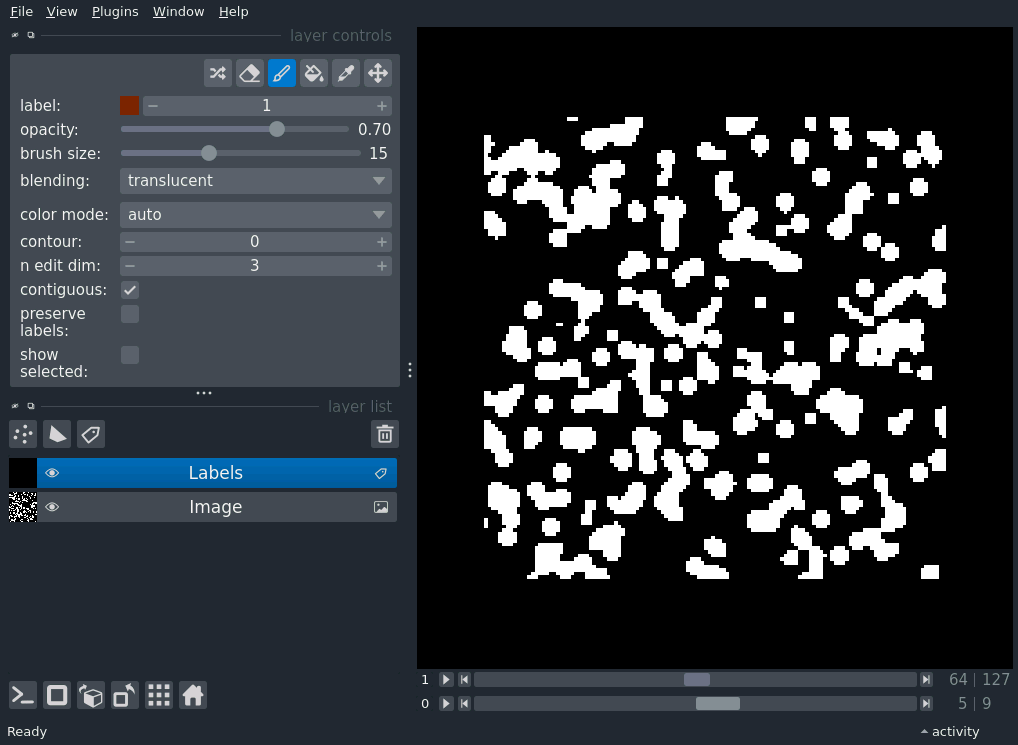 File View Plugins Window Help
layer controls
label: 1
opacity: 0.70
brush size: 15
blending: translucent
color mode: auto
contour: 0
n edit dim: 3
contiguous:
preserve
labels:
show
selected:
layer list
Labels
Image
1 64 | 127
0 5 | 9
Ready activity